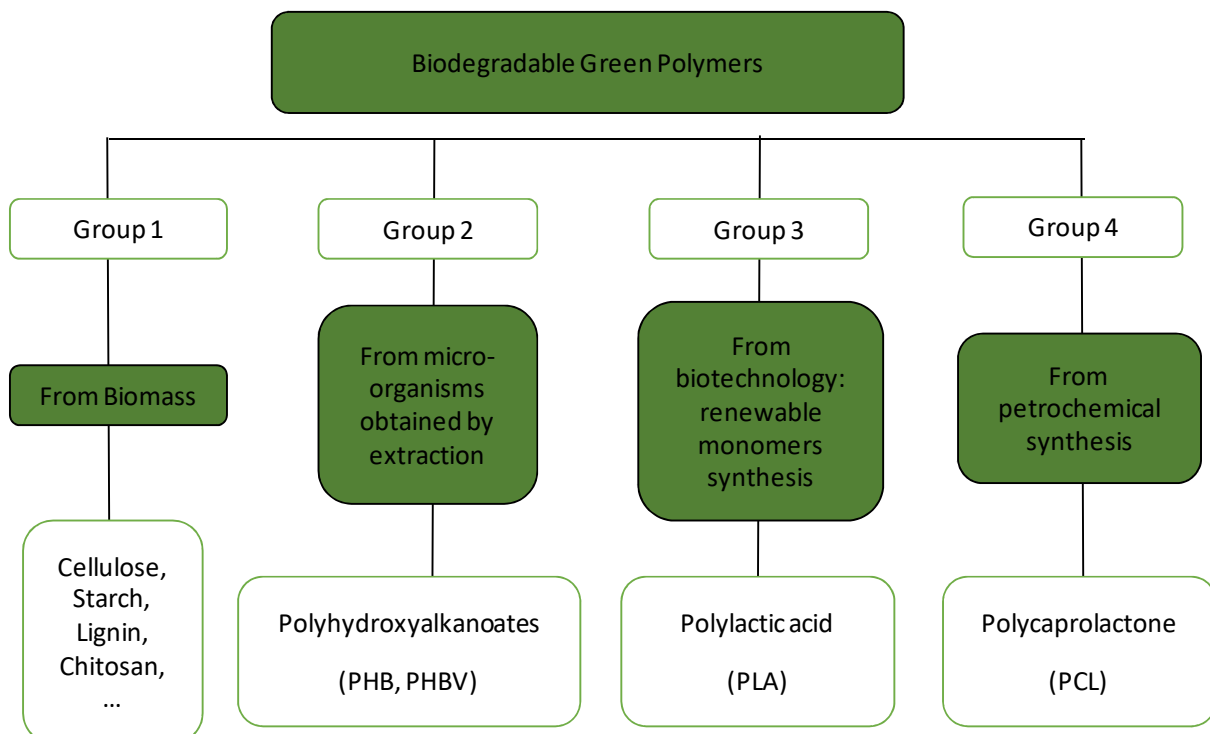 Biodegradable Green Polymers
Group 1
Group 2
Group 3
Group 4
From Biomass
From micro-
organisms
obtained by
extraction
From
biotechnology:
renewable
monomers
synthesis
From
petrochemical
synthesis
Cellulose,
Starch,
Lignin,
Chitosan,
...
Polyhydroxyalkanoates
(PHB, PHBV)
Polylactic acid
(PLA)
Polycaprolactone
(PCL)